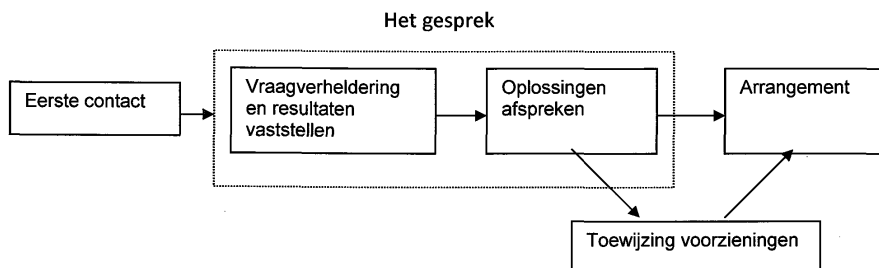 Het gesprek
Eerste contact
Vraagverheldering
en resultaten
vaststellen
Oplossingen
afspreken
Arrangement
Toewijzing voorzieningen